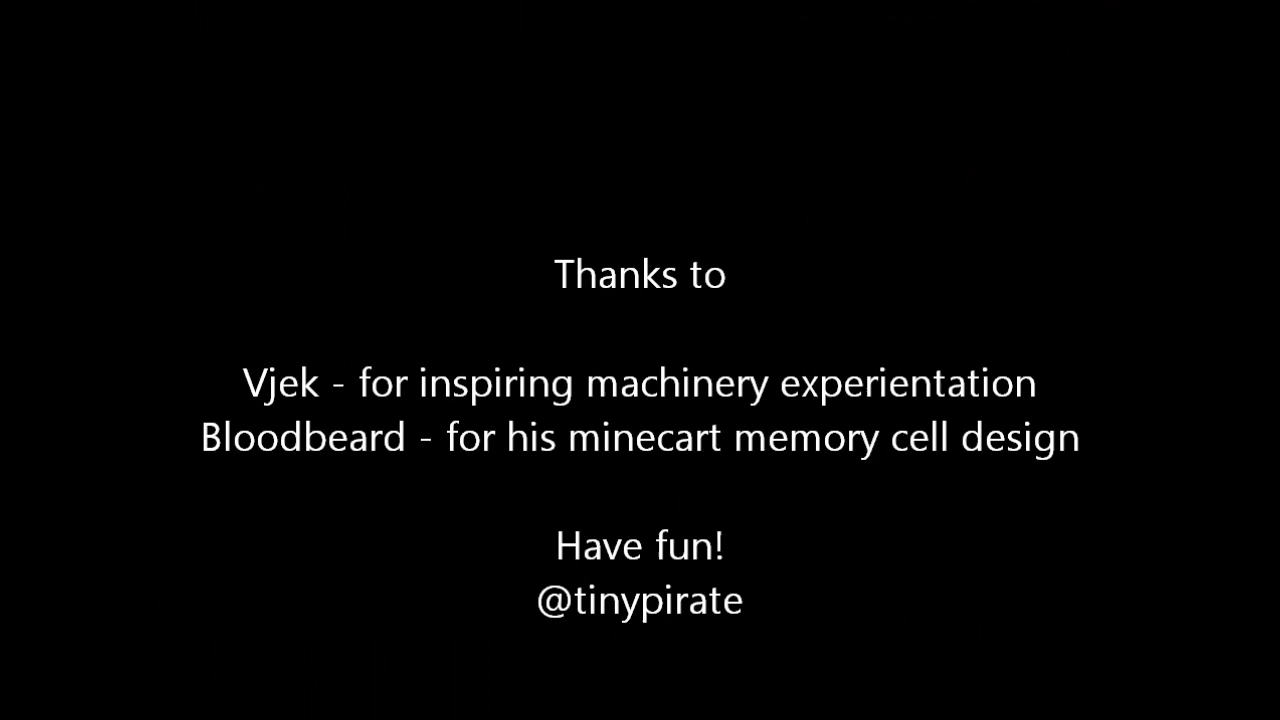 Thanks to
Vjek - for inspiring machinery experientation
Bloodbeard - for his minecart memory cell design
Have fun!
@tinypirate